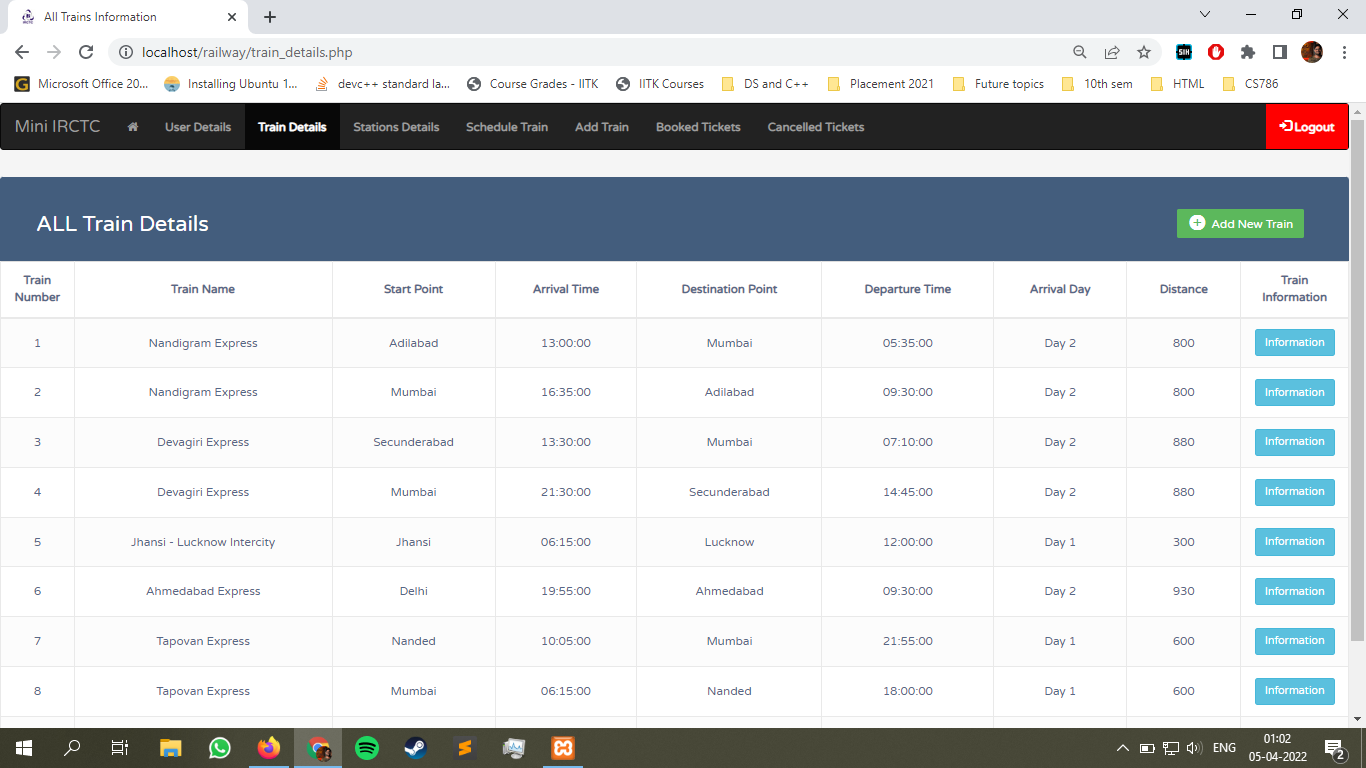 All Trains Information
localhost/railway/train_details.php
Microsoft Office 20... Installing Ubuntu 1... devc++ standard la... Course Grades - IITK IITK Courses DS and C++ Placement 2021 Future topics 10th sem HTML CS786
Mini IRCTC User Details Train Details Stations Details Schedule Train Add Train Booked Tickets Cancelled Tickets Logout
ALL Train Details Add New Train
Train Number Train Name Start Point Arrival Time Destination Point Departure Time Arrival Day Distance Train Information
1 Nandigram Express Adilabad 13:00:00 Mumbai 05:35:00 Day 2 800 Information
2 Nandigram Express Mumbai 16:35:00 Adilabad 09:30:00 Day 2 800 Information
3 Devagiri Express Secunderabad 13:30:00 Mumbai 07:10:00 Day 2 880 Information
4 Devagiri Express Mumbai 21:30:00 Secunderabad 14:45:00 Day 2 880 Information
5 Jhansi - Lucknow Intercity Jhansi 06:15:00 Lucknow 12:00:00 Day 1 300 Information
6 Ahmedabad Express Delhi 19:55:00 Ahmedabad 09:30:00 Day 2 930 Information
7 Tapovan Express Nanded 10:05:00 Mumbai 21:55:00 Day 1 600 Information
8 Tapovan Express Mumbai 06:15:00 Nanded 18:00:00 Day 1 600 Information
ENG 01:02
05-04-2022 2